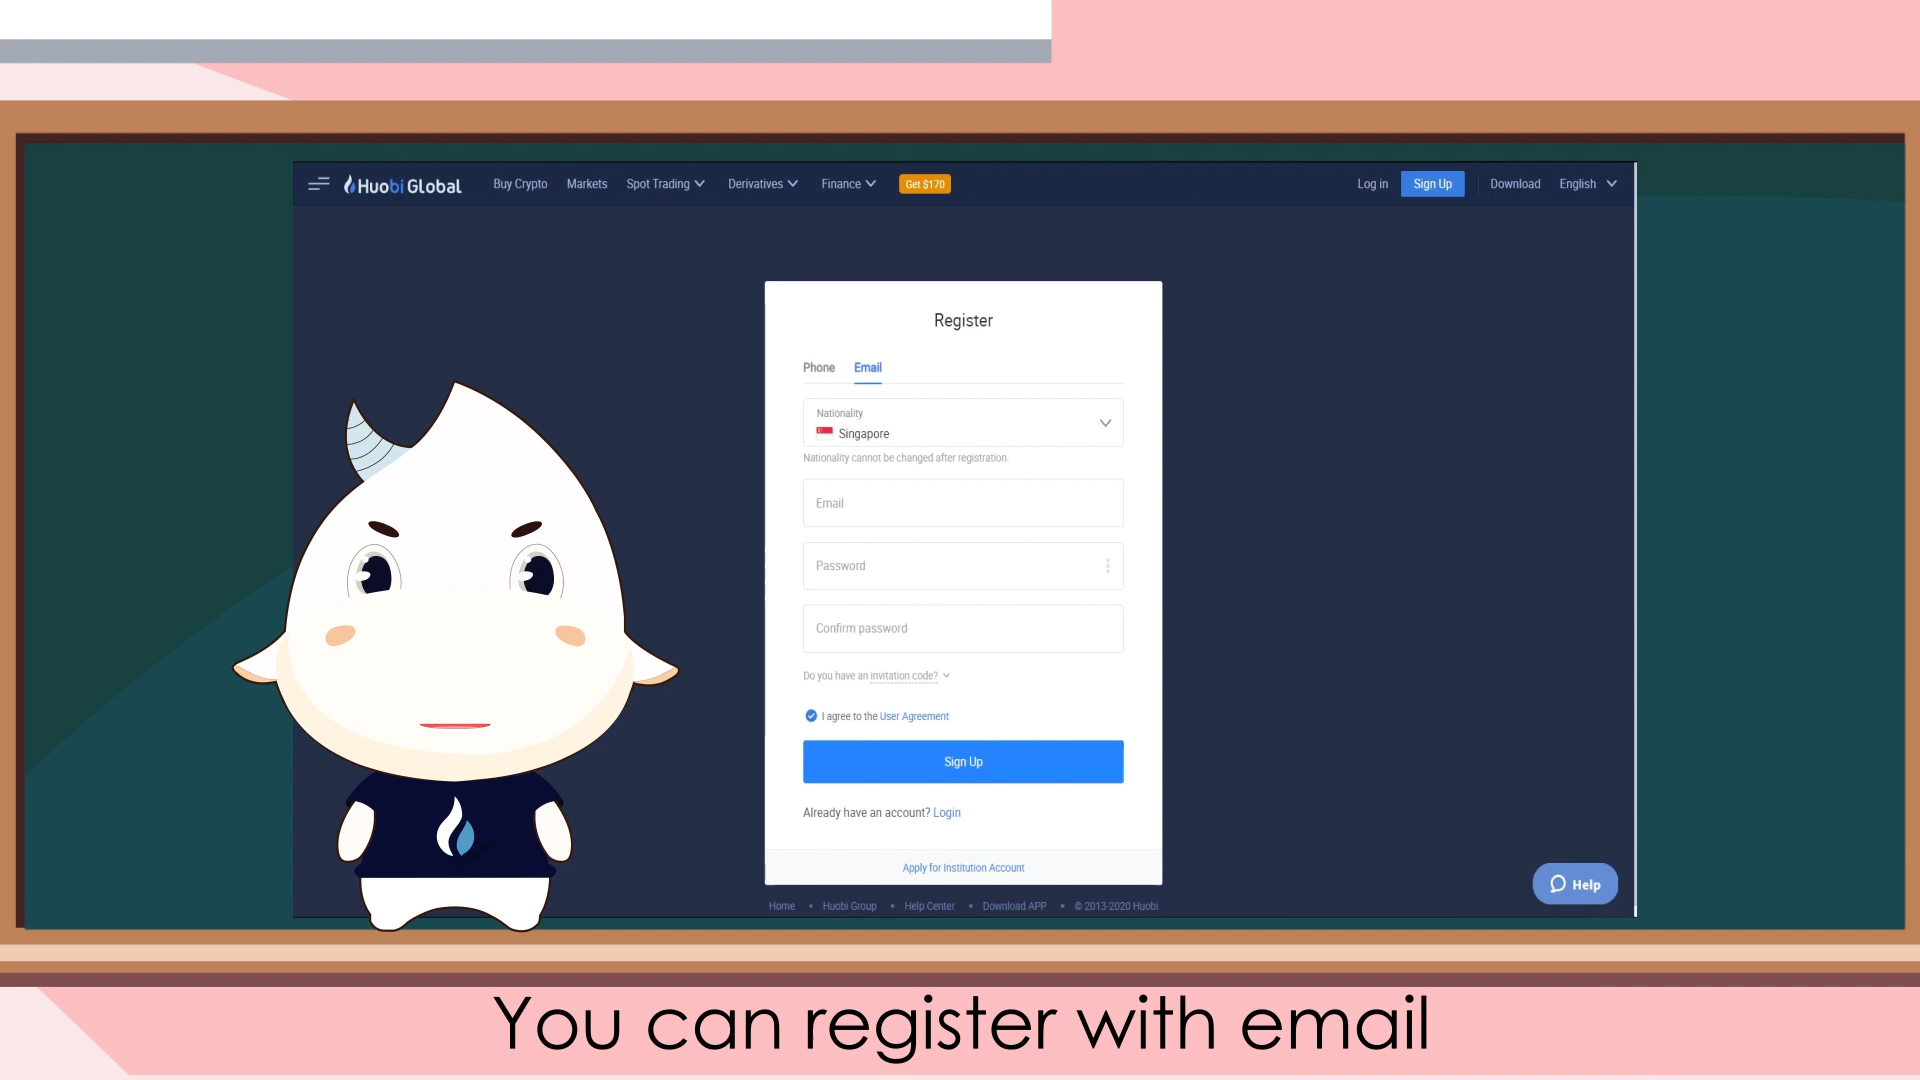 Huobi Global Buy Crypto Markets Spot Trading Derivatives Finance Get $170 Log in Sign Up Download English
Register
Phone Email
Nationality
Singapore
Nationality cannot be changed after registration.
Email
Password
Confirm password
Do you have an invitation code?
I agree to the User Agreement
Sign Up
Already have an account? Login
Apply for Institution Account
Help
Home • Huobi Group • Help Center • Download APP • © 2013-2020 Huobi
You can register with email